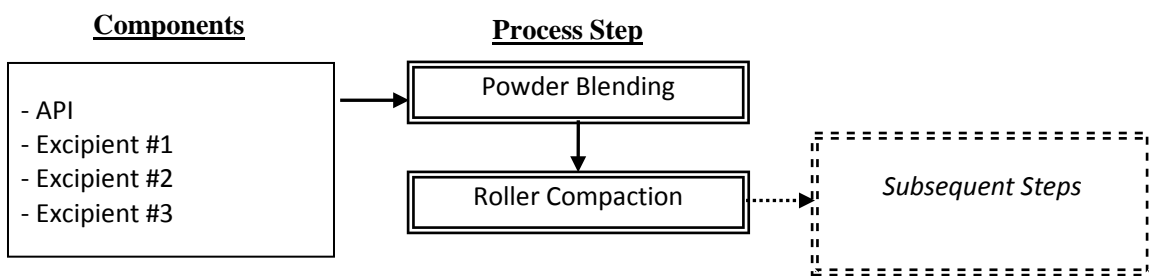 Components
- API
- Excipient #1
- Excipient #2
- Excipient #3
Process Step
Powder Blending
Roller Compaction
Subsequent Steps